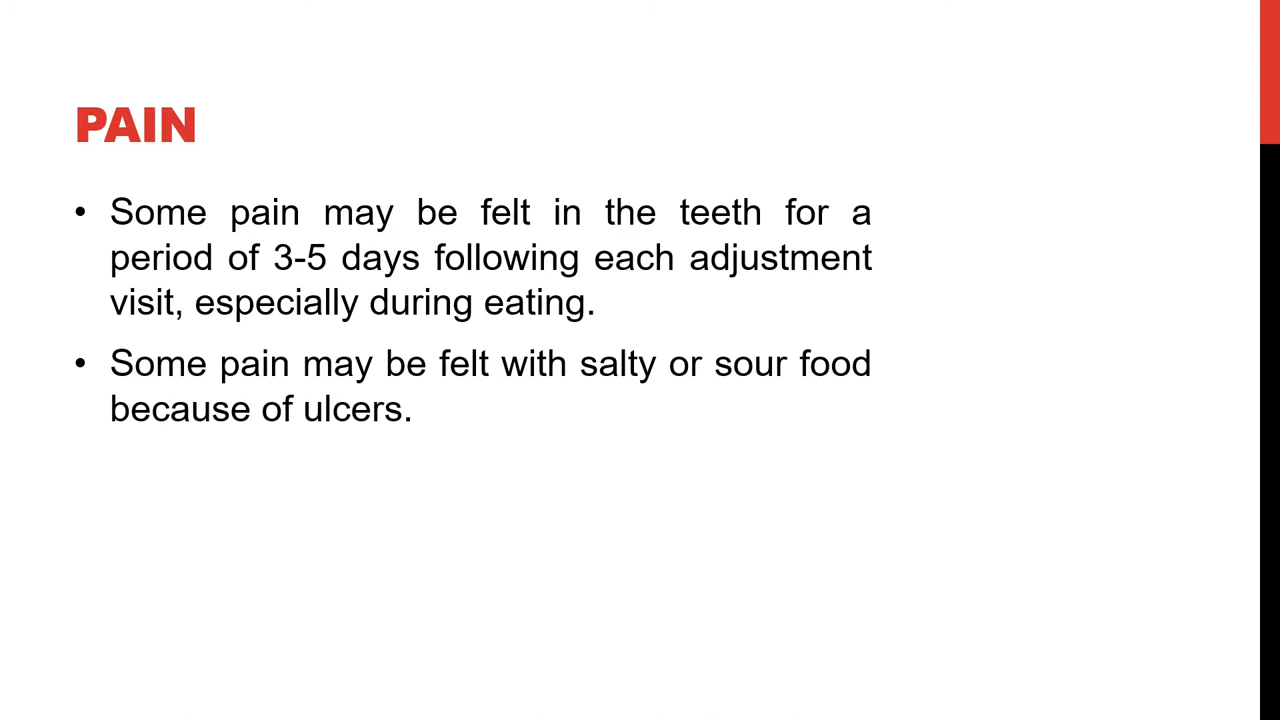 PAIN
• Some pain may be felt in the teeth for a
period of 3-5 days following each adjustment
visit, especially during eating.
• Some pain may be felt with salty or sour food
because of ulcers.